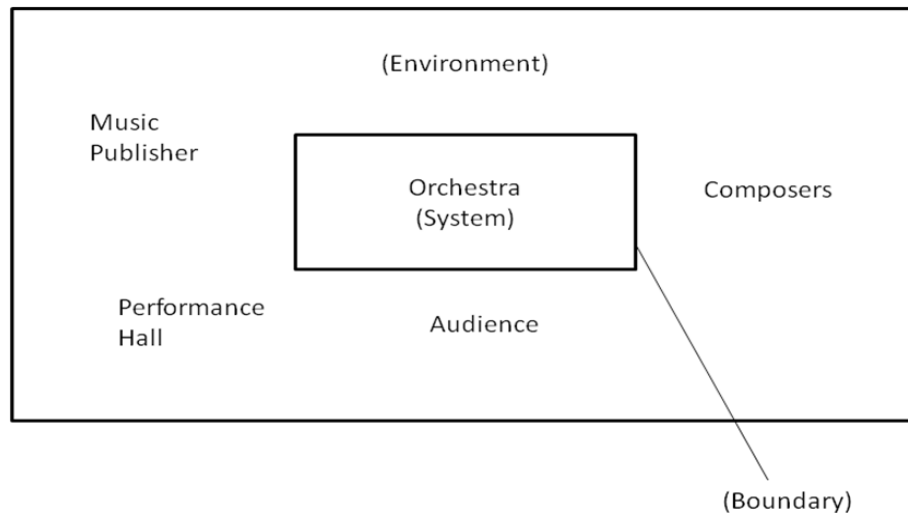 (Environment)
Music
Publisher
Orchestra
(System)
Composers
Performance
Hall
Audience
(Boundary)